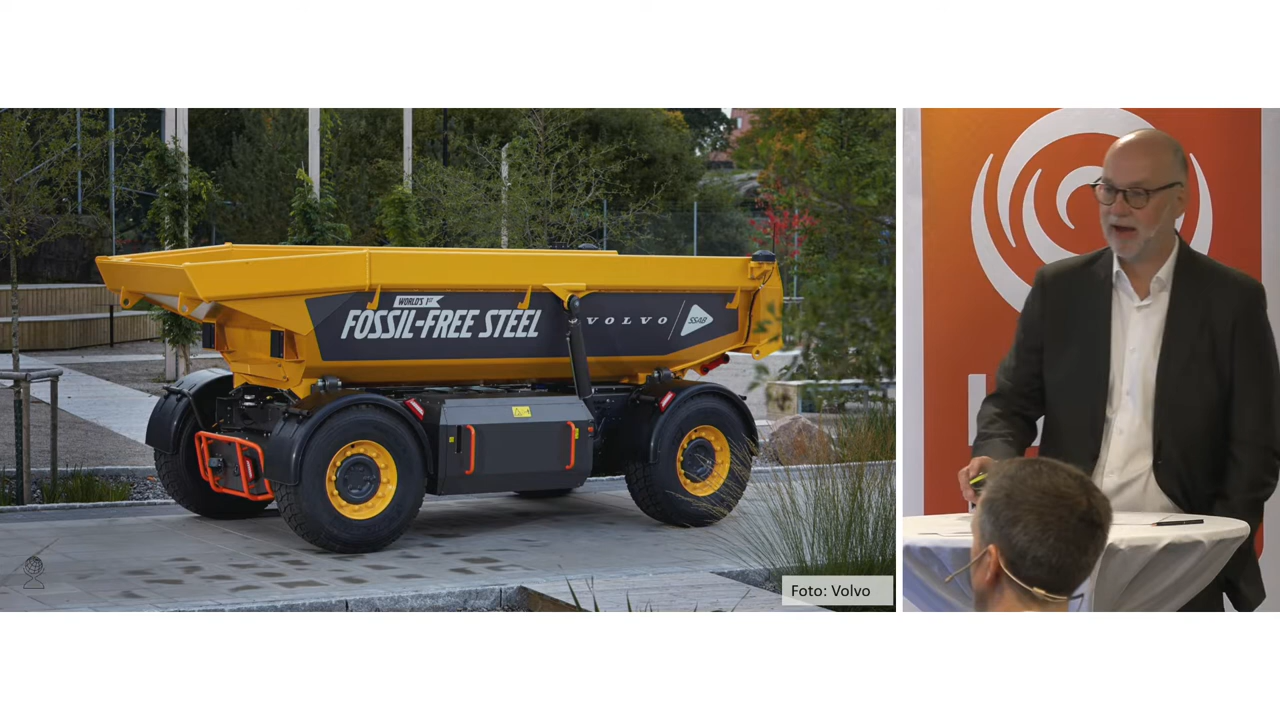 WORLD'S 1ST
FOSSIL-FREE STEEL
VOLVO
SSAB
Foto: Volvo